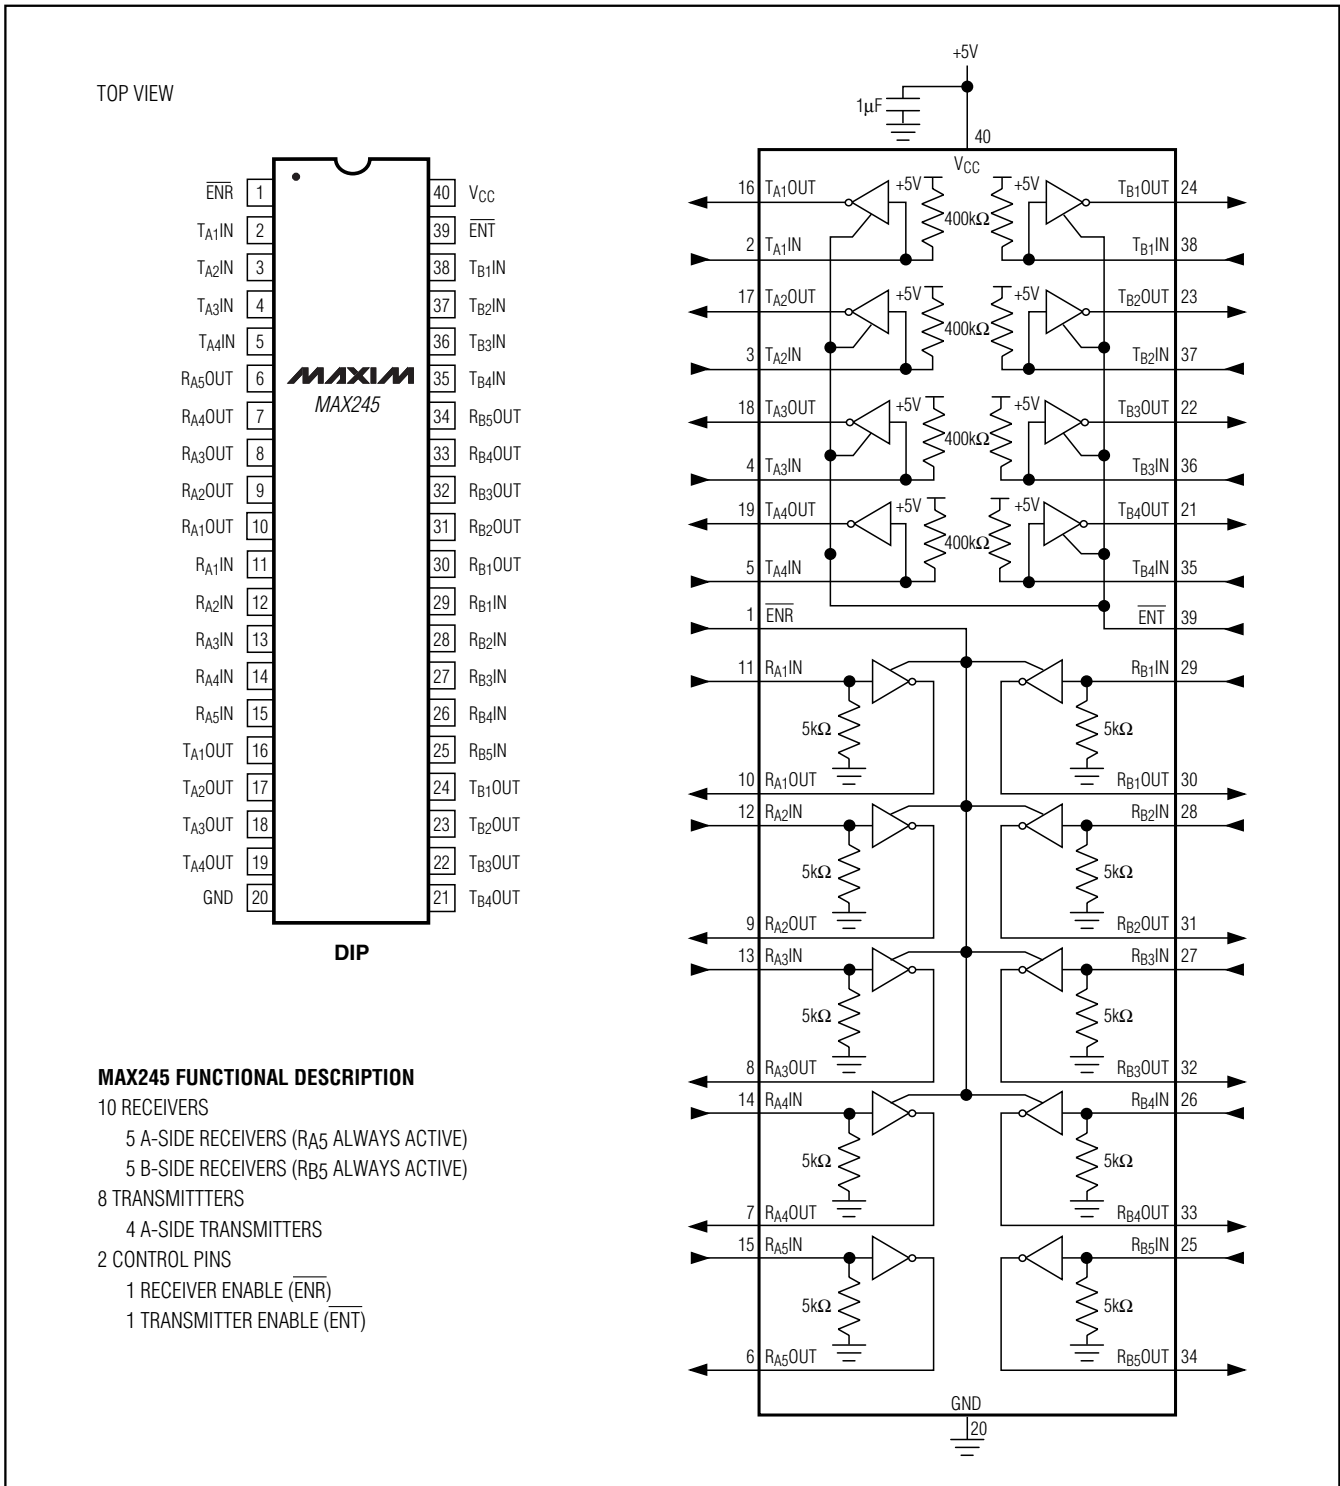 TOP VIEW
ENR 1
TA1IN 2
TA2IN 3
TA3IN 4
TA4IN 5
RA5OUT 6
RA4OUT 7
RA3OUT 8
RA2OUT 9
RA1OUT 10
RA1IN 11
RA2IN 12
RA3IN 13
RA4IN 14
RA5IN 15
TA1OUT 16
TA2OUT 17
TA3OUT 18
TA4OUT 19
GND 20
MAXIM
MAX245
40 VCC
39 ENT
38 TB1IN
37 TB2IN
36 TB3IN
35 TB4IN
34 RB5OUT
33 RB4OUT
32 RB3OUT
31 RB2OUT
30 RB1OUT
29 RB1IN
28 RB2IN
27 RB3IN
26 RB4IN
25 RB5IN
24 TB1OUT
23 TB2OUT
22 TB3OUT
21 TB4OUT
DIP
MAX245 FUNCTIONAL DESCRIPTION
10 RECEIVERS
5 A-SIDE RECEIVERS (RA5 ALWAYS ACTIVE)
5 B-SIDE RECEIVERS (RB5 ALWAYS ACTIVE)
8 TRANSMITTTERS
4 A-SIDE TRANSMITTERS
2 CONTROL PINS
1 RECEIVER ENABLE (ENR)
1 TRANSMITTER ENABLE (ENT)
+5V
1µF
40
VCC
16 TA1OUT +5V +5V TB1OUT 24
400kΩ
2 TA1IN TB1IN 38
17 TA2OUT +5V +5V TB2OUT 23
400kΩ
3 TA2IN TB2IN 37
18 TA3OUT +5V +5V TB3OUT 22
400kΩ
4 TA3IN TB3IN 36
19 TA4OUT +5V +5V TB4OUT 21
400kΩ
5 TA4IN TB4IN 35
1 ENR ENT 39
11 RA1IN RB1IN 29
5kΩ 5kΩ
10 RA1OUT RB1OUT 30
12 RA2IN RB2IN 28
5kΩ 5kΩ
9 RA2OUT RB2OUT 31
13 RA3IN RB3IN 27
5kΩ 5kΩ
8 RA3OUT RB3OUT 32
14 RA4IN RB4IN 26
5kΩ 5kΩ
7 RA4OUT RB4OUT 33
15 RA5IN RB5IN 25
5kΩ 5kΩ
6 RA5OUT RB5OUT 34
GND
20